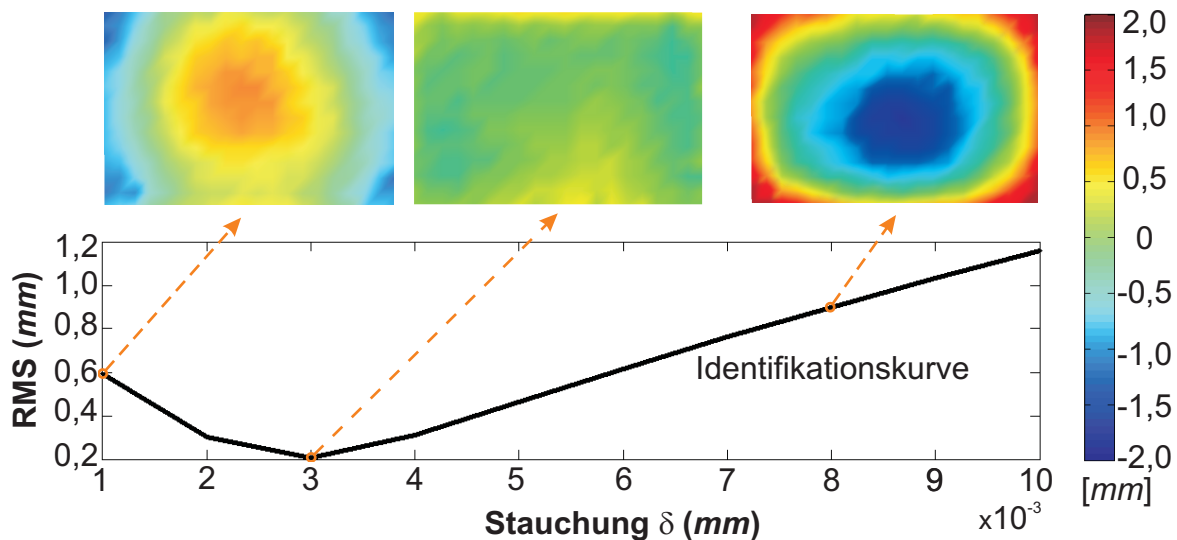 2,0
1,5
1,0
0,5
0
-0,5
-1,0
-1,5
-2,0
[mm]
RMS (mm)
1,2
1,0
0,8
0,6
0,4
0,2
Identifikationskurve
1 2 3 4 5 6 7 8 9 10
x10-3
Stauchung δ (mm)